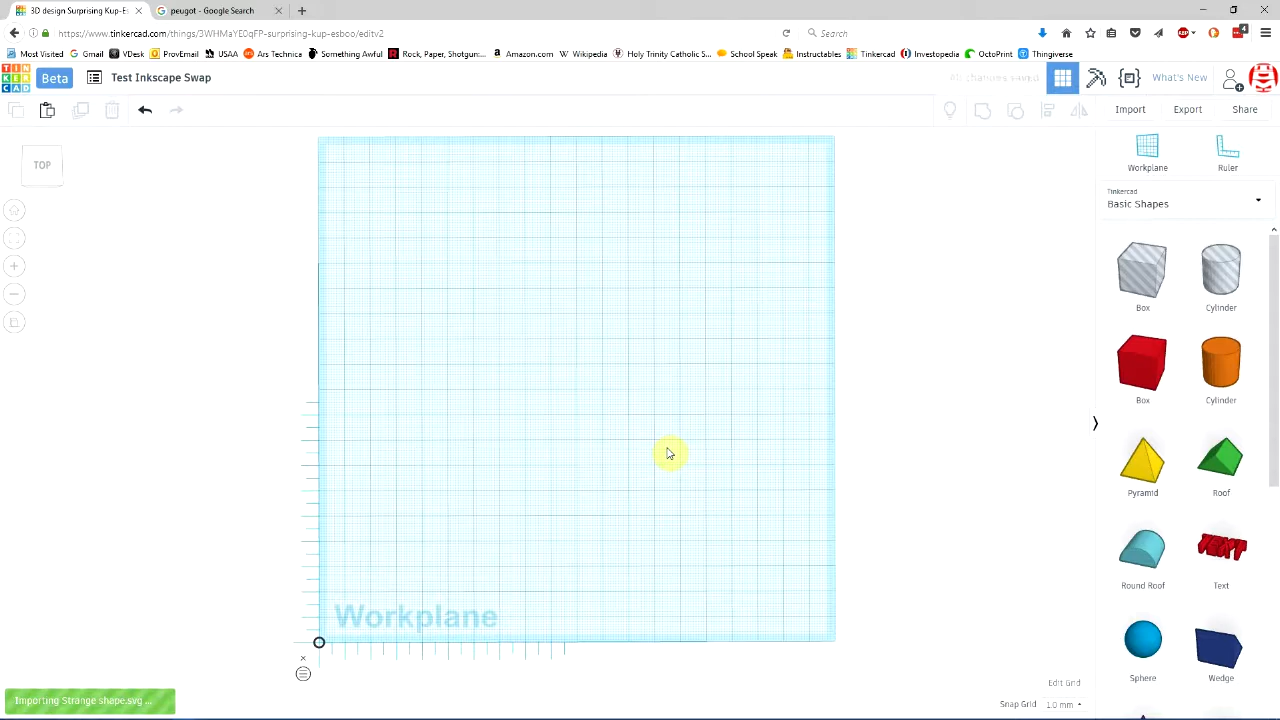 3D design Surprising Kup-Es
peugot - Google Search
https://www.tinkercad.com/things/3WHMaYE0qFP-surprising-kup-esboo/editv2
Search
Most Visited
Gmail
VDesk
ProvEmail
USAA
Ars Technica
Something Awful
Rock, Paper, Shotgun:...
Amazon.com
Wikipedia
Holy Trinity Catholic S...
School Speak
Instructables
Tinkercad
Investopedia
OctoPrint
Thingiverse
TIN
KER
CAD
Beta
Test Inkscape Swap
All changes saved
What's New
Import
Export
Share
TOP
Workplane
Ruler
Tinkercad
Basic Shapes
Box
Cylinder
Box
Cylinder
Pyramid
Roof
Round Roof
Text
Sphere
Wedge
Workplane
Importing Strange shape.svg ...
Edit Grid
Snap Grid 1.0 mm